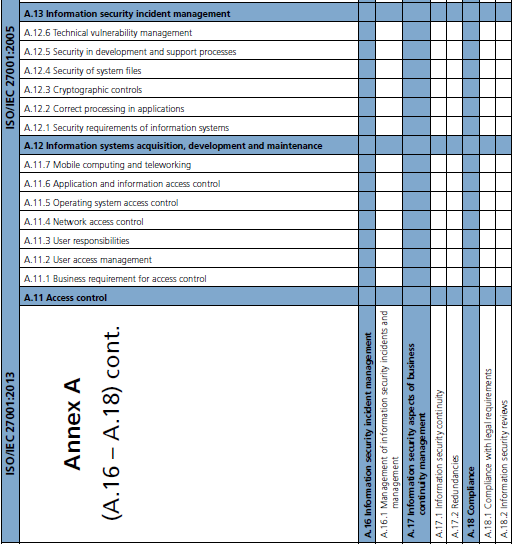 ISO/IEC 27001:2005
A.13 Information security incident management
A.12.6 Technical vulnerability management
A.12.5 Security in development and support processes
A.12.4 Security of system files
A.12.3 Cryptographic controls
A.12.2 Correct processing in applications
A.12.1 Security requirements of information systems
A.12 Information systems acquisition, development and maintenance
A.11.7 Mobile computing and teleworking
A.11.6 Application and information access control
A.11.5 Operating system access control
A.11.4 Network access control
A.11.3 User responsibilities
A.11.2 User access management
A.11.1 Business requirement for access control
A.11 Access control
ISO/IEC 27001:2013
Annex A
(A.16 – A.18) cont.
A.16 Information security incident management
A.16.1 Management of information security incidents and
management
A.17 Information security aspects of business
continuity management
A.17.1 Information security continuity
A.17.2 Redundancies
A.18 Compliance
A.18.1 Compliance with legal requirements
A.18.2 Information security reviews